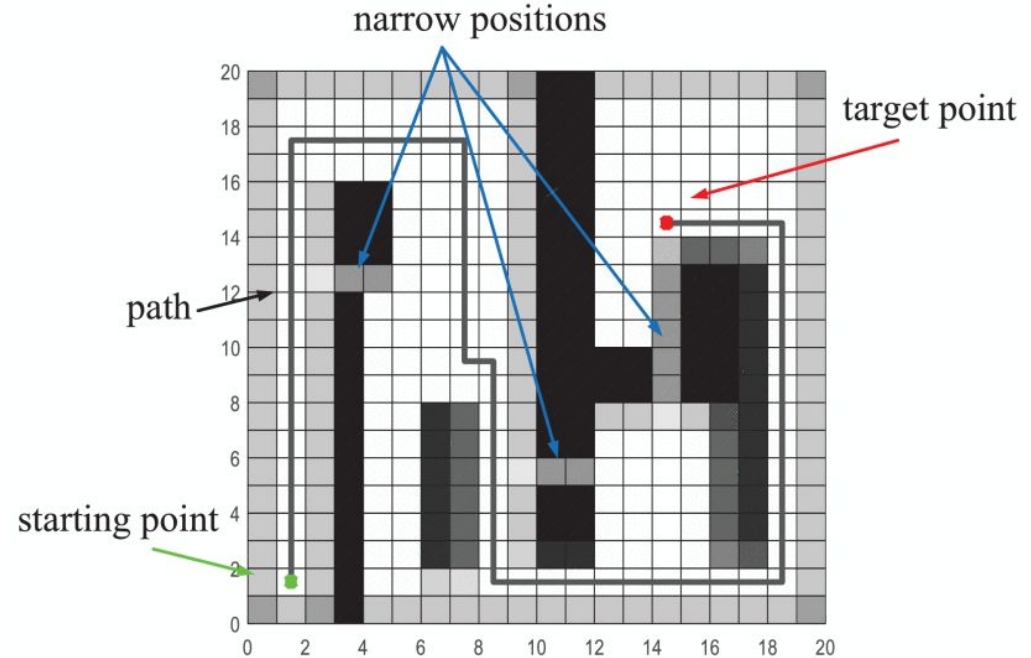 narrow positions
target point
path
starting point
20
18
16
14
12
10
8
6
4
2
0
0 2 4 6 8 10 12 14 16 18 20